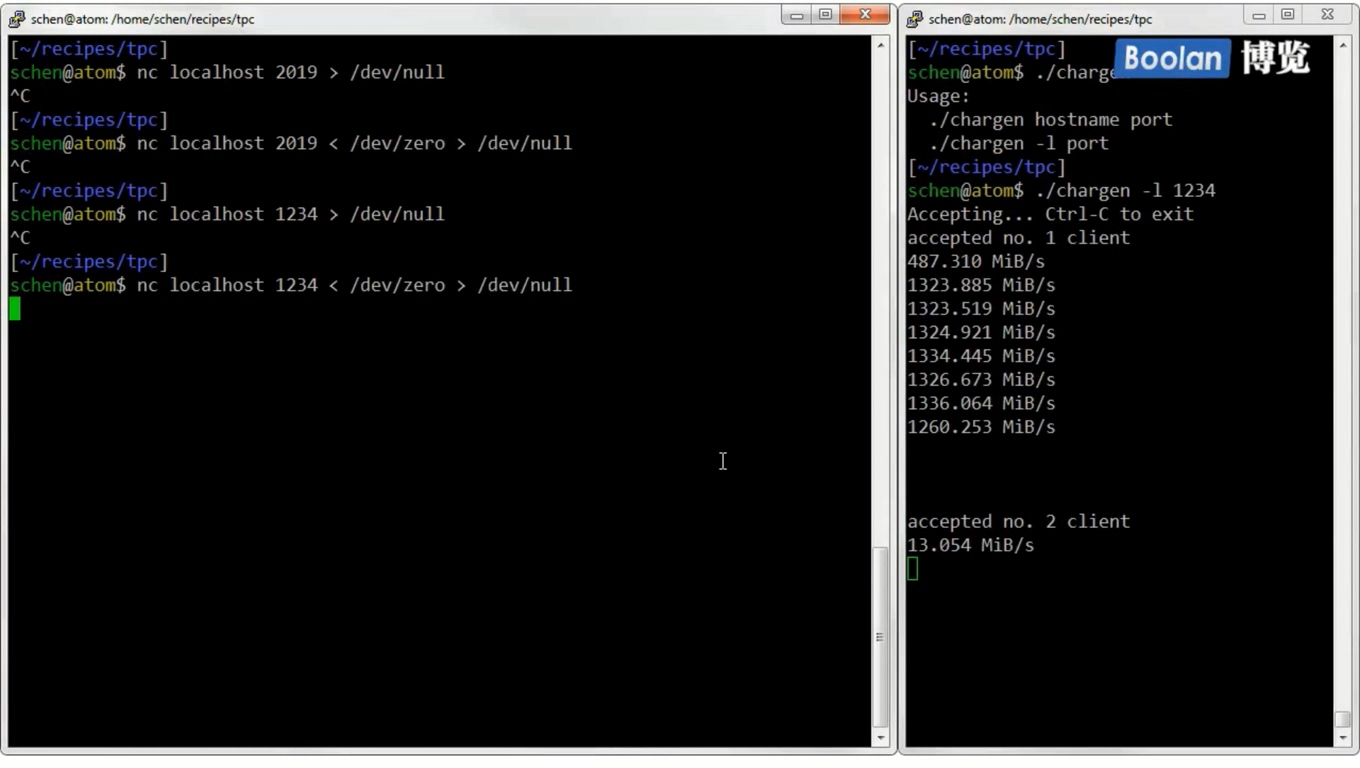 schen@atom: /home/schen/recipes/tpc
[~/recipes/tpc]
schen@atom$ nc localhost 2019 > /dev/null
^C
[~/recipes/tpc]
schen@atom$ nc localhost 2019 < /dev/zero > /dev/null
^C
[~/recipes/tpc]
schen@atom$ nc localhost 1234 > /dev/null
^C
[~/recipes/tpc]
schen@atom$ nc localhost 1234 < /dev/zero > /dev/null
schen@atom: /home/schen/recipes/tpc
Boolan 博览
[~/recipes/tpc]
schen@atom$ ./charge
Usage:
./chargen hostname port
./chargen -l port
[~/recipes/tpc]
schen@atom$ ./chargen -l 1234
Accepting... Ctrl-C to exit
accepted no. 1 client
487.310 MiB/s
1323.885 MiB/s
1323.519 MiB/s
1324.921 MiB/s
1334.445 MiB/s
1326.673 MiB/s
1336.064 MiB/s
1260.253 MiB/s
accepted no. 2 client
13.054 MiB/s